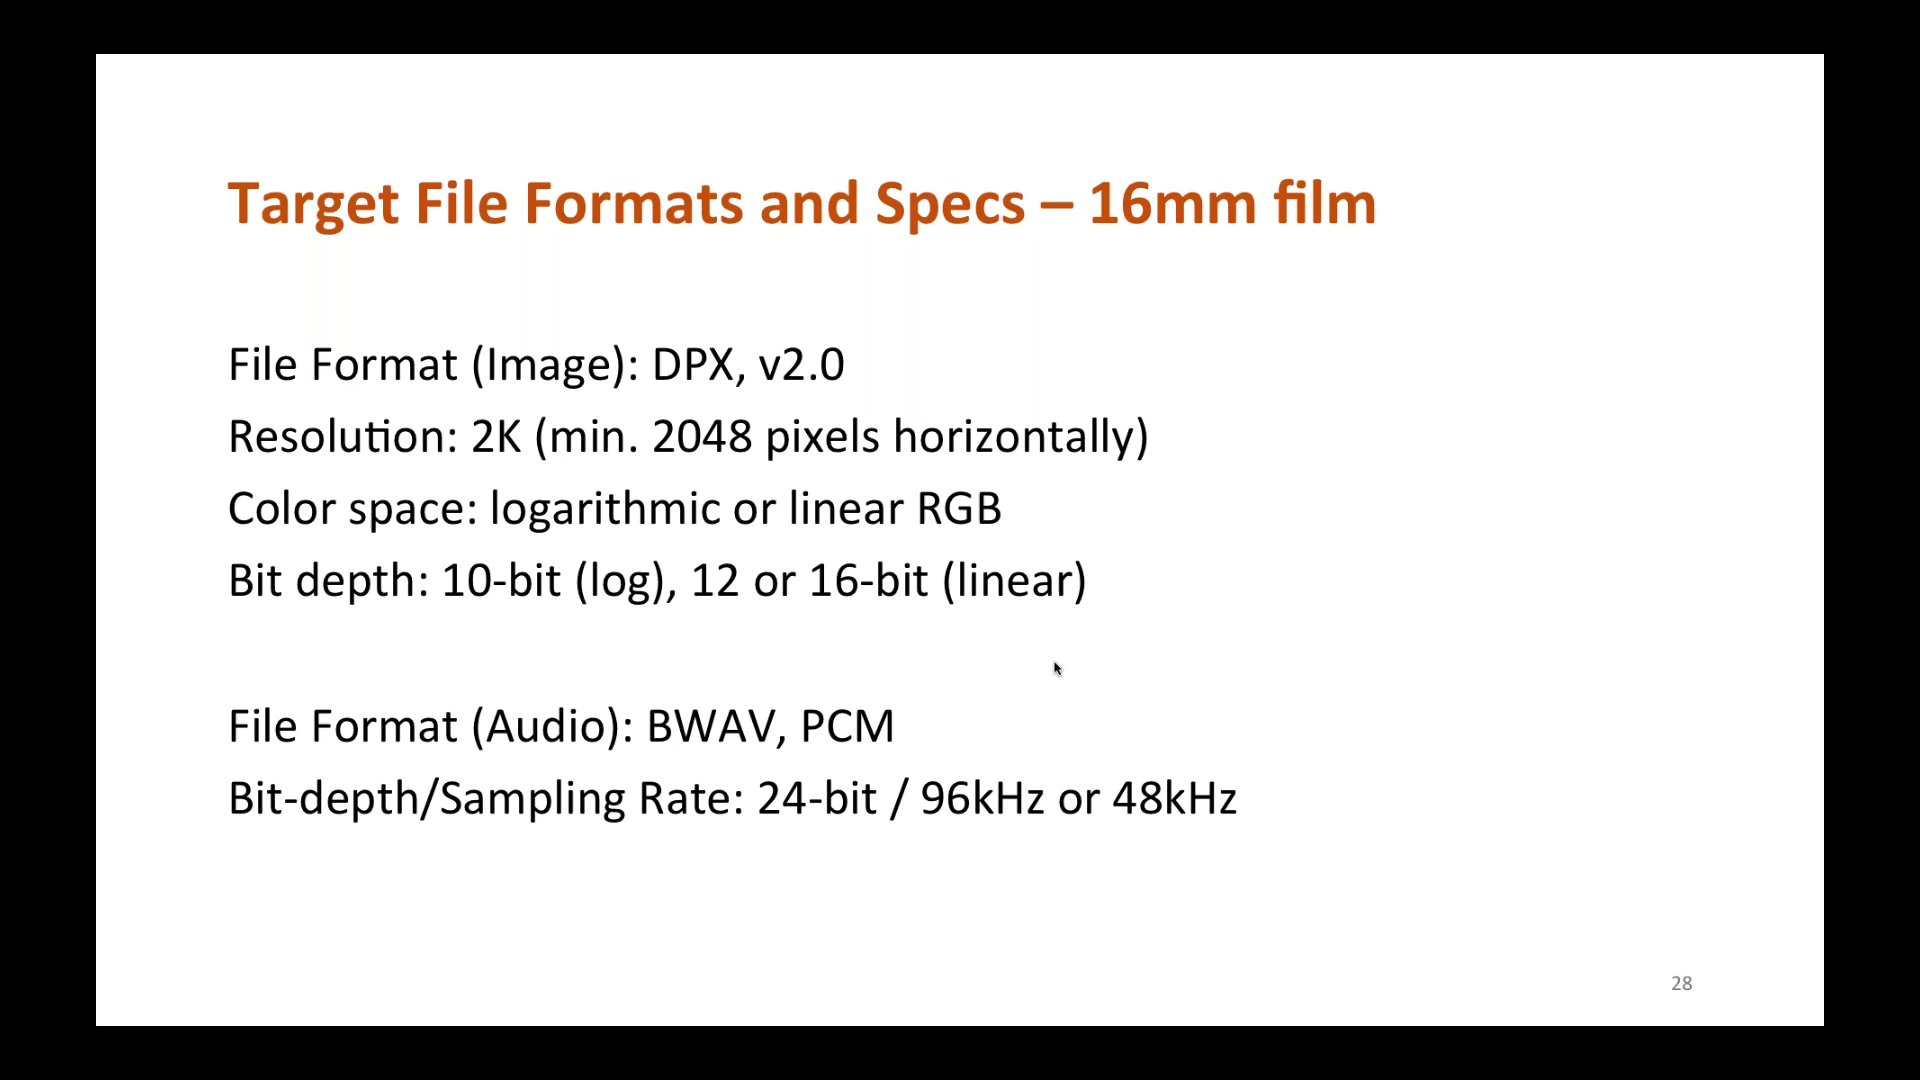 Target File Formats and Specs – 16mm film
File Format (Image): DPX, v2.0
Resolution: 2K (min. 2048 pixels horizontally)
Color space: logarithmic or linear RGB
Bit depth: 10-bit (log), 12 or 16-bit (linear)
File Format (Audio): BWAV, PCM
Bit-depth/Sampling Rate: 24-bit / 96kHz or 48kHz
28